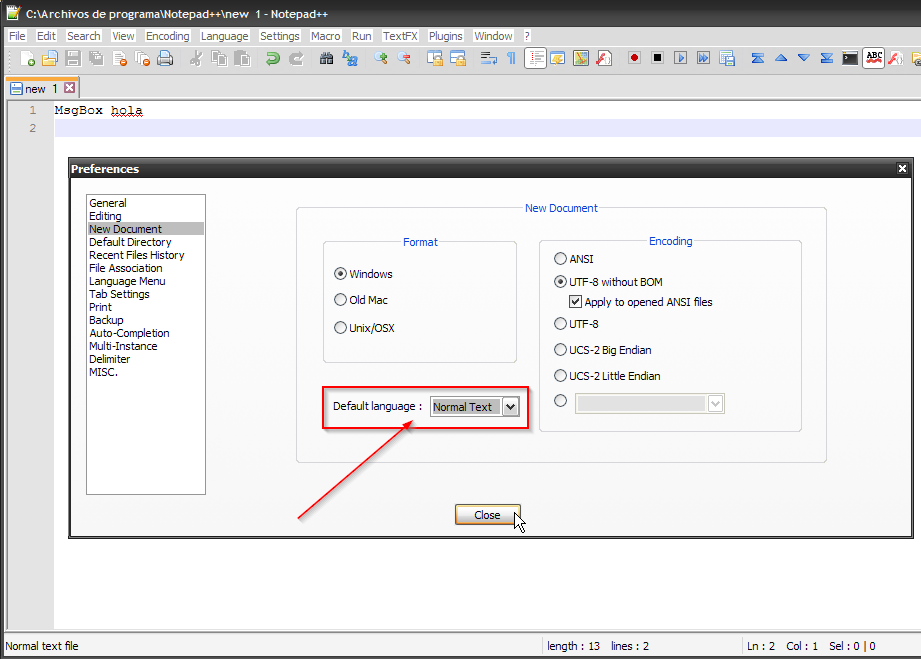 C:\Archivos de programa\Notepad++\new 1 - Notepad++
File Edit Search View Encoding Language Settings Macro Run TextFX Plugins Window ?
ABC
new 1
1 MsgBox hola
2
Preferences
General
Editing
New Document
Default Directory
Recent Files History
File Association
Language Menu
Tab Settings
Print
Backup
Auto-Completion
Multi-Instance
Delimiter
MISC.
New Document
Format
Windows
Old Mac
Unix/OSX
Default language : Normal Text
Encoding
ANSI
UTF-8 without BOM
Apply to opened ANSI files
UTF-8
UCS-2 Big Endian
UCS-2 Little Endian
Close
Normal text file length : 13 lines : 2 Ln : 2 Col : 1 Sel : 0 | 0